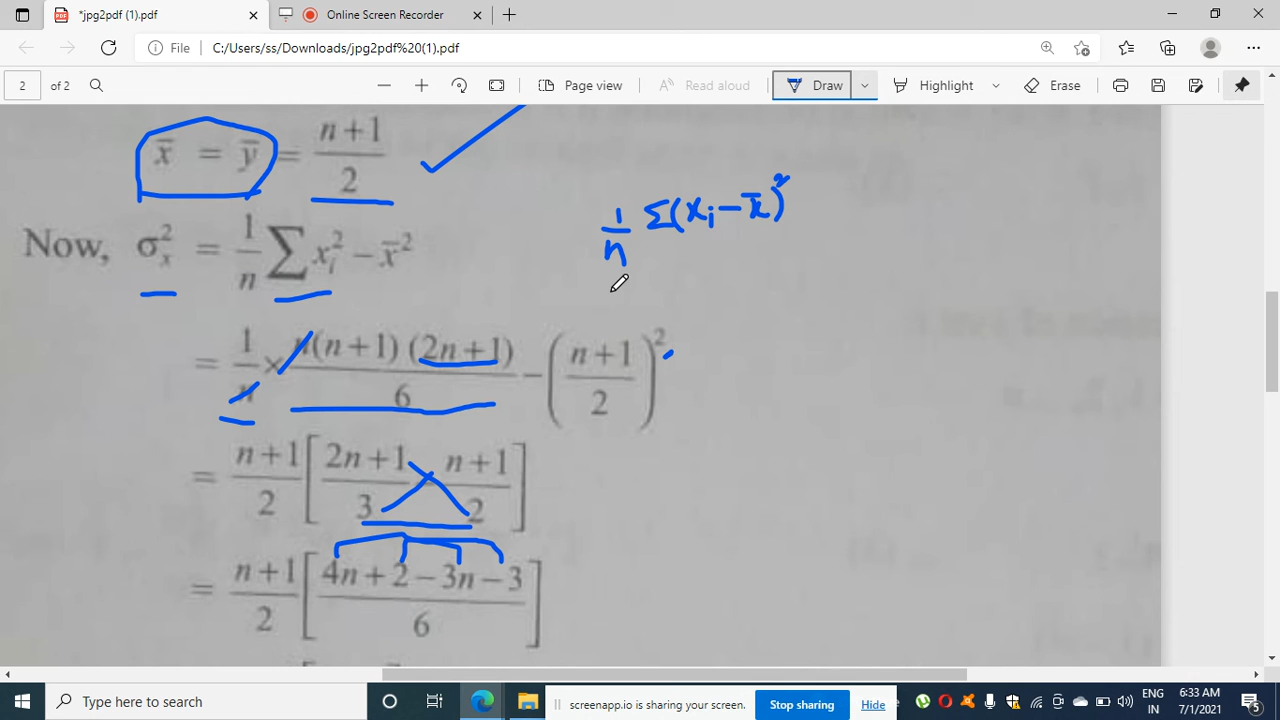 *jpg2pdf (1).pdf
Online Screen Recorder
File C:/Users/ss/Downloads/jpg2pdf%20(1).pdf
2 of 2 Page view Read aloud Draw Highlight Erase
x̄ = ȳ = (n+1)/2
1/n Σ(xᵢ − x̄)²
Now, σₓ² = 1/n ∑ xᵢ² − x̄²
= 1/n × n(n+1) (2n+1)/6 − ((n+1)/2)²
= (n+1)/2 [(2n+1)/3 − (n+1)/2]
= (n+1)/2 [(4n+2−3n−3)/6]
Type here to search
screenapp.io is sharing your screen. Stop sharing Hide
ENG 6:33 AM
IN 7/1/2021
5